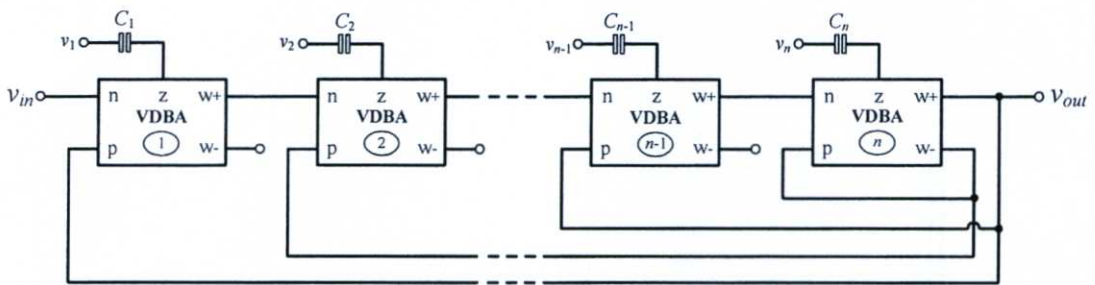 C1 C2 Cn-1 Cn
v1 v2 vn-1 vn
vin n z w+ n z w+ n z w+ n z w+ vout
VDBA VDBA VDBA VDBA
p 1 w- p 2 w- p n-1 w- p n w-